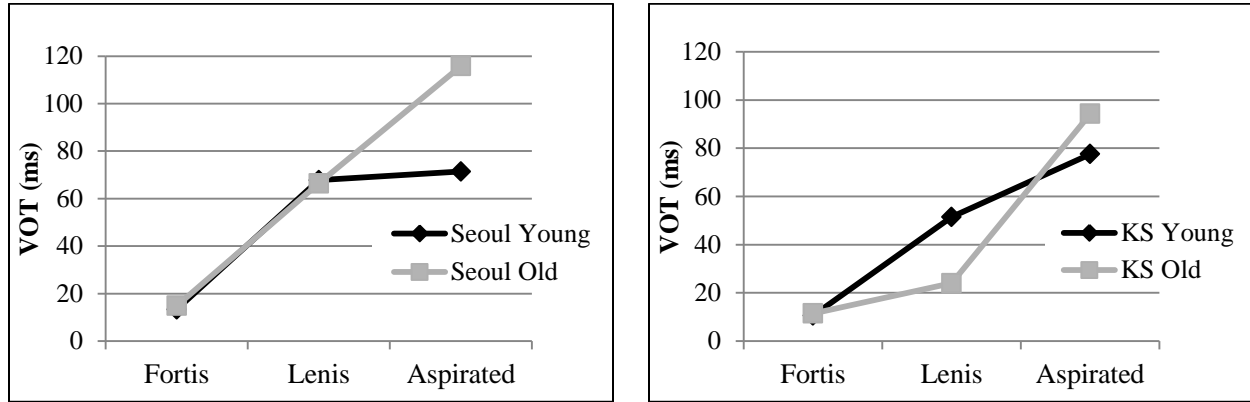 120
100
80
60
40
20
0
VOT (ms)
Seoul Young
Seoul Old
Fortis Lenis Aspirated
120
100
80
60
40
20
0
VOT (ms)
KS Young
KS Old
Fortis Lenis Aspirated